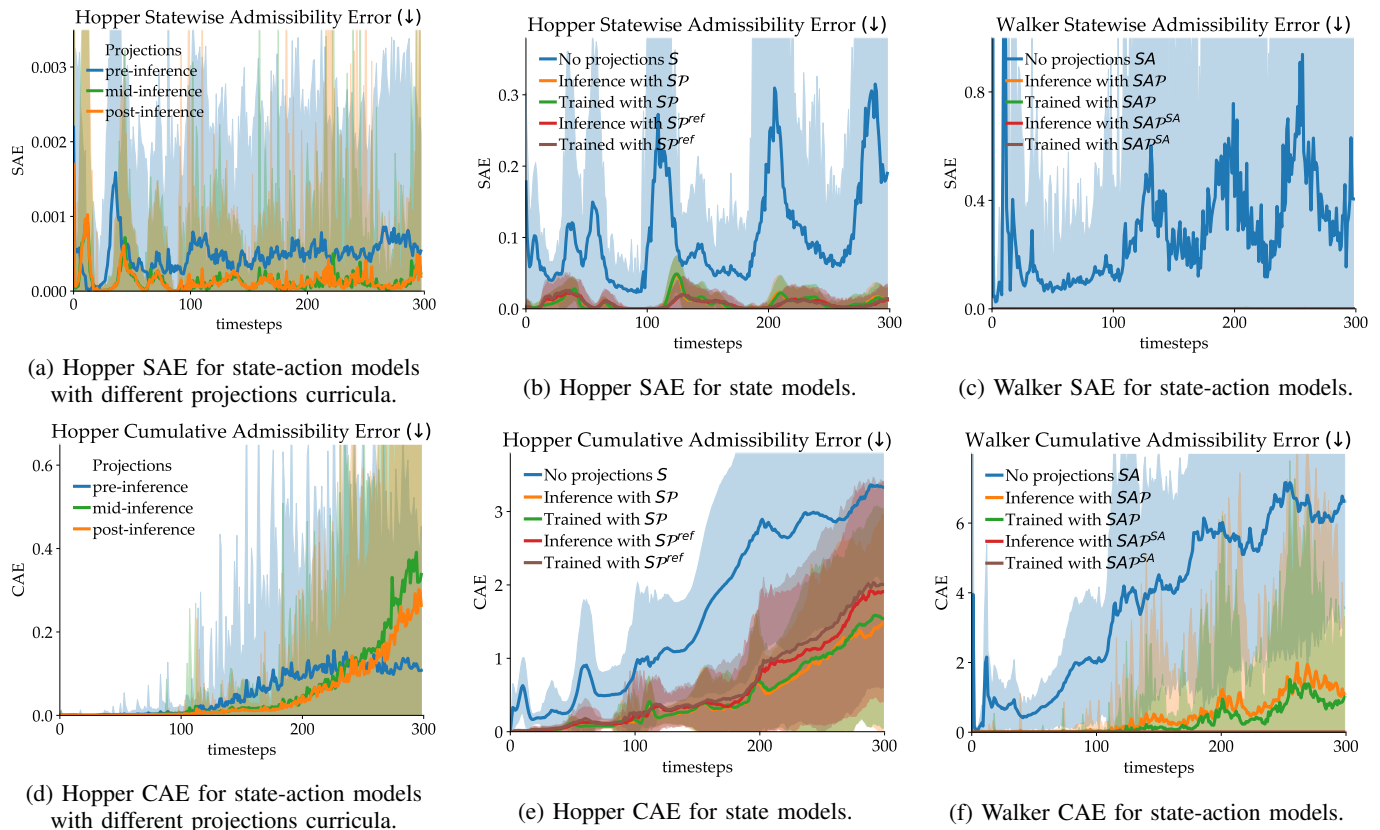 Hopper Statewise Admissibility Error (↓)
Projections
pre-inference
mid-inference
post-inference
0.003
0.002
0.001
0.000
SAE
0
100
200
300
timesteps
(a) Hopper SAE for state-action models
with different projections curricula.
Hopper Statewise Admissibility Error (↓)
No projections S
Inference with SP
Trained with SP
Inference with SP^ref
Trained with SP^ref
0.3
0.2
0.1
0.0
SAE
0
100
200
300
timesteps
(b) Hopper SAE for state models.
Walker Statewise Admissibility Error (↓)
No projections SA
Inference with SAP
Trained with SAP
Inference with SAP^SA
Trained with SAP^SA
0.8
0.4
0.0
SAE
0
100
200
300
timesteps
(c) Walker SAE for state-action models.
Hopper Cumulative Admissibility Error (↓)
Projections
pre-inference
mid-inference
post-inference
0.6
0.4
0.2
0.0
CAE
0
100
200
300
timesteps
(d) Hopper CAE for state-action models
with different projections curricula.
Hopper Cumulative Admissibility Error (↓)
No projections S
Inference with SP
Trained with SP
Inference with SP^ref
Trained with SP^ref
3
2
1
0
CAE
0
100
200
300
timesteps
(e) Hopper CAE for state models.
Walker Cumulative Admissibility Error (↓)
No projections SA
Inference with SAP
Trained with SAP
Inference with SAP^SA
Trained with SAP^SA
6
4
2
0
CAE
0
100
200
300
timesteps
(f) Walker CAE for state-action models.